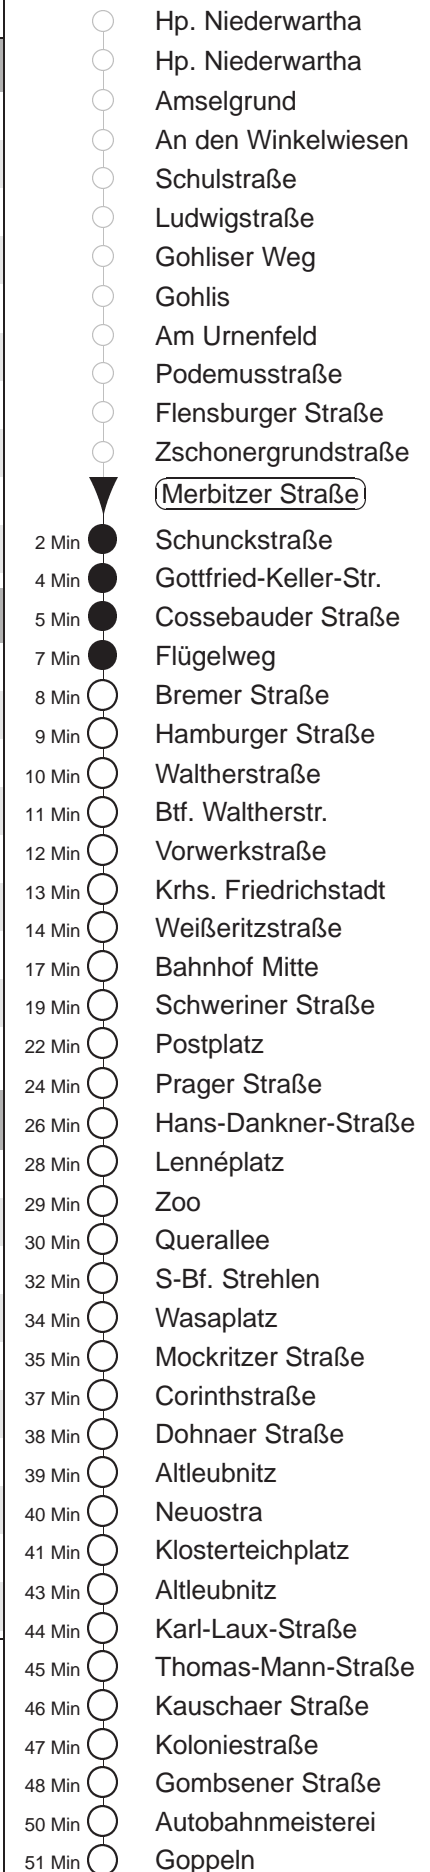 Hp. Niederwartha
Hp. Niederwartha
Amselgrund
An den Winkelwiesen
Schulstraße
Ludwigstraße
Gohliser Weg
Gohlis
Am Urnenfeld
Podemusstraße
Flensburger Straße
Zschonergrundstraße
Merbitzer Straße
2 Min Schunckstraße
4 Min Gottfried-Keller-Str.
5 Min Cossebauder Straße
7 Min Flügelweg
8 Min Bremer Straße
9 Min Hamburger Straße
10 Min Waltherstraße
11 Min Btf. Waltherstr.
12 Min Vorwerkstraße
13 Min Krhs. Friedrichstadt
14 Min Weißeritzstraße
17 Min Bahnhof Mitte
19 Min Schweriner Straße
22 Min Postplatz
24 Min Prager Straße
26 Min Hans-Dankner-Straße
28 Min Lennéplatz
29 Min Zoo
30 Min Querallee
32 Min S-Bf. Strehlen
34 Min Wasaplatz
35 Min Mockritzer Straße
37 Min Corinthstraße
38 Min Dohnaer Straße
39 Min Altleubnitz
40 Min Neuostra
41 Min Klosterteichplatz
43 Min Altleubnitz
44 Min Karl-Laux-Straße
45 Min Thomas-Mann-Straße
46 Min Kauschaer Straße
47 Min Koloniestraße
48 Min Gombsener Straße
50 Min Autobahnmeisterei
51 Min Goppeln